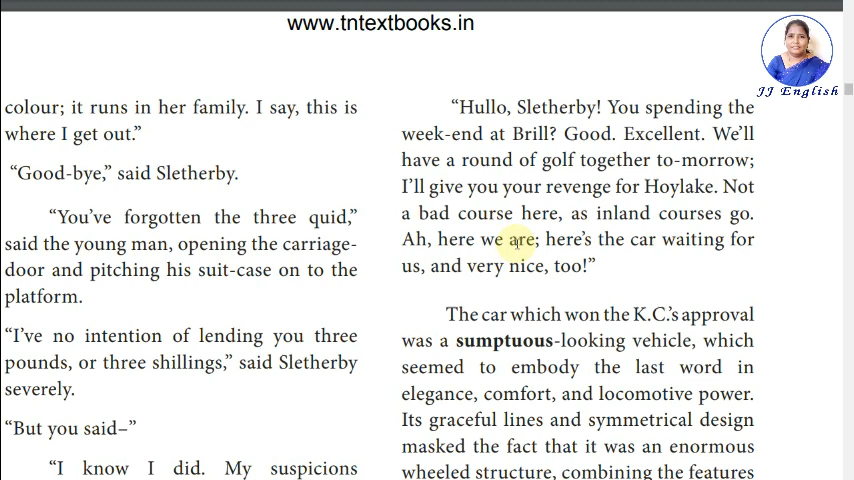 www.tntextbooks.in
JJ English
colour; it runs in her family. I say, this is
where I get out.”
“Good-bye,” said Sletherby.
“You’ve forgotten the three quid,”
said the young man, opening the carriage-
door and pitching his suit-case on to the
platform.
“I’ve no intention of lending you three
pounds, or three shillings,” said Sletherby
severely.
“But you said–”
“I know I did. My suspicions
“Hullo, Sletherby! You spending the
week-end at Brill? Good. Excellent. We’ll
have a round of golf together to-morrow;
I’ll give you your revenge for Hoylake. Not
a bad course here, as inland courses go.
Ah, here we are; here’s the car waiting for
us, and very nice, too!”
The car which won the K.C.’s approval
was a sumptuous-looking vehicle, which
seemed to embody the last word in
elegance, comfort, and locomotive power.
Its graceful lines and symmetrical design
masked the fact that it was an enormous
wheeled structure, combining the features